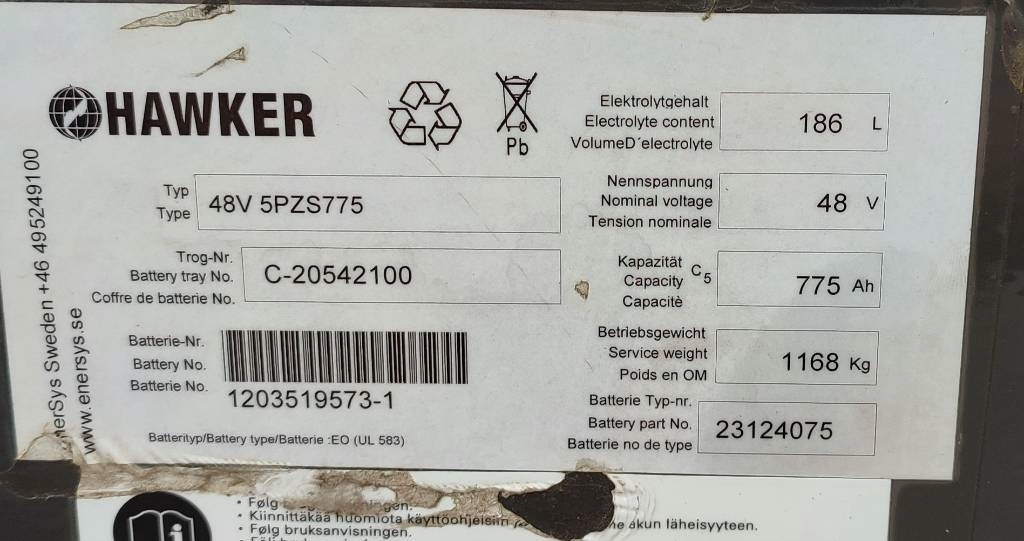 HAWKER
Pb
Typ
Type
48V 5PZS775
Trog-Nr.
Battery tray No.
Coffre de batterie No.
C-20542100
Batterie-Nr.
Battery No.
Batterie No.
1203519573-1
Batterityp/Battery type/Batterie :EO (UL 583)
Elektrolytgehalt
Electrolyte content
VolumeD´electrolyte
186 L
Nennspannung
Nominal voltage
Tension nominale
48 V
Kapazität
Capacity
Capacitè
C5
775 Ah
Betriebsgewicht
Service weight
Poids en OM
1168 Kg
Batterie Typ-nr.
Battery part No.
Batterie no de type
23124075
Sweden +46 495249100
www.enersys.se
• Følg
• Kiinnittäkää huomiota käyttöohjeisiin akun läheisyyteen.
• Følg bruksanvisningen.